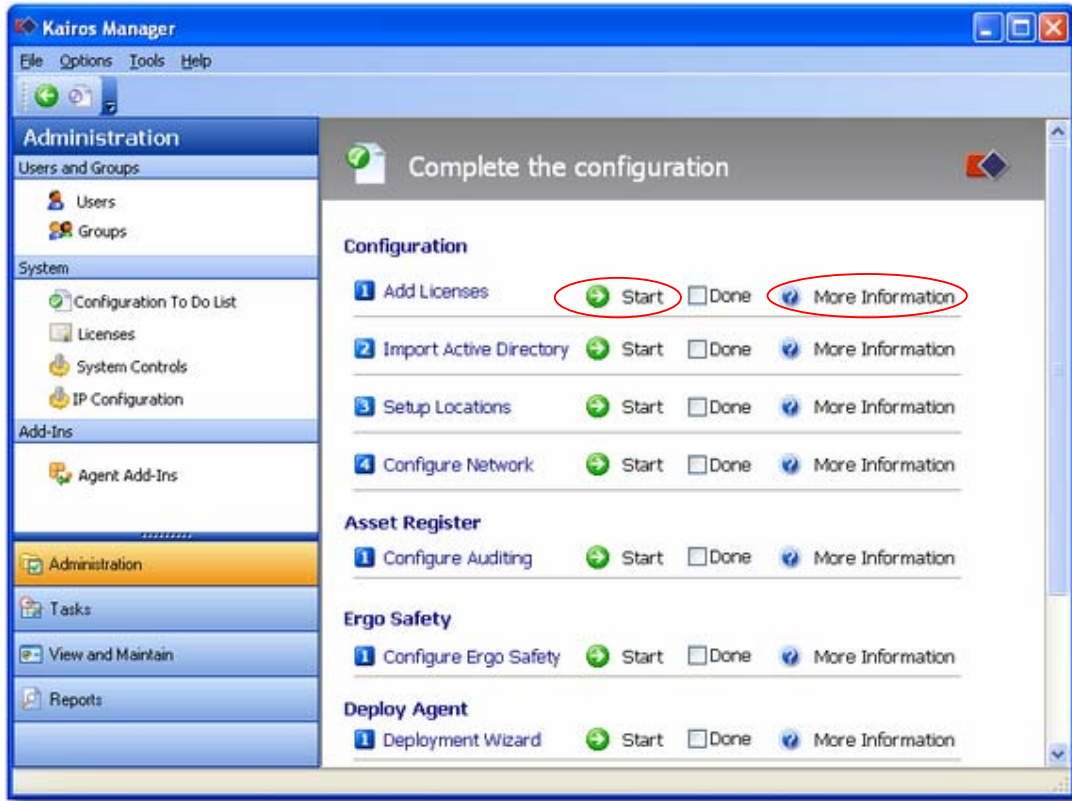 Kairos Manager
File Options Tools Help
Administration
Users and Groups
Users
Groups
System
Configuration To Do List
Licenses
System Controls
IP Configuration
Add-Ins
Agent Add-Ins
Administration
Tasks
View and Maintain
Reports
Complete the configuration
Configuration
1 Add Licenses Start Done More Information
2 Import Active Directory Start Done More Information
3 Setup Locations Start Done More Information
4 Configure Network Start Done More Information
Asset Register
1 Configure Auditing Start Done More Information
Ergo Safety
1 Configure Ergo Safety Start Done More Information
Deploy Agent
1 Deployment Wizard Start Done More Information